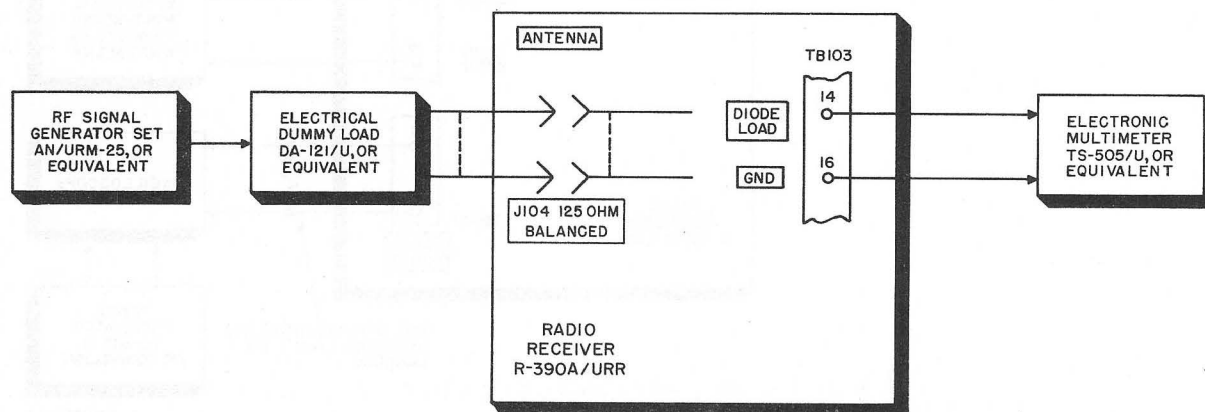 RF SIGNAL
GENERATOR SET
AN/URM-25, OR
EQUIVALENT
ELECTRICAL
DUMMY LOAD
DA-121/U, OR
EQUIVALENT
ANTENNA
J104 125 OHM
BALANCED
RADIO
RECEIVER
R-390A/URR
TB103
DIODE
LOAD
14
GND
16
ELECTRONIC
MULTIMETER
TS-505/U, OR
EQUIVALENT